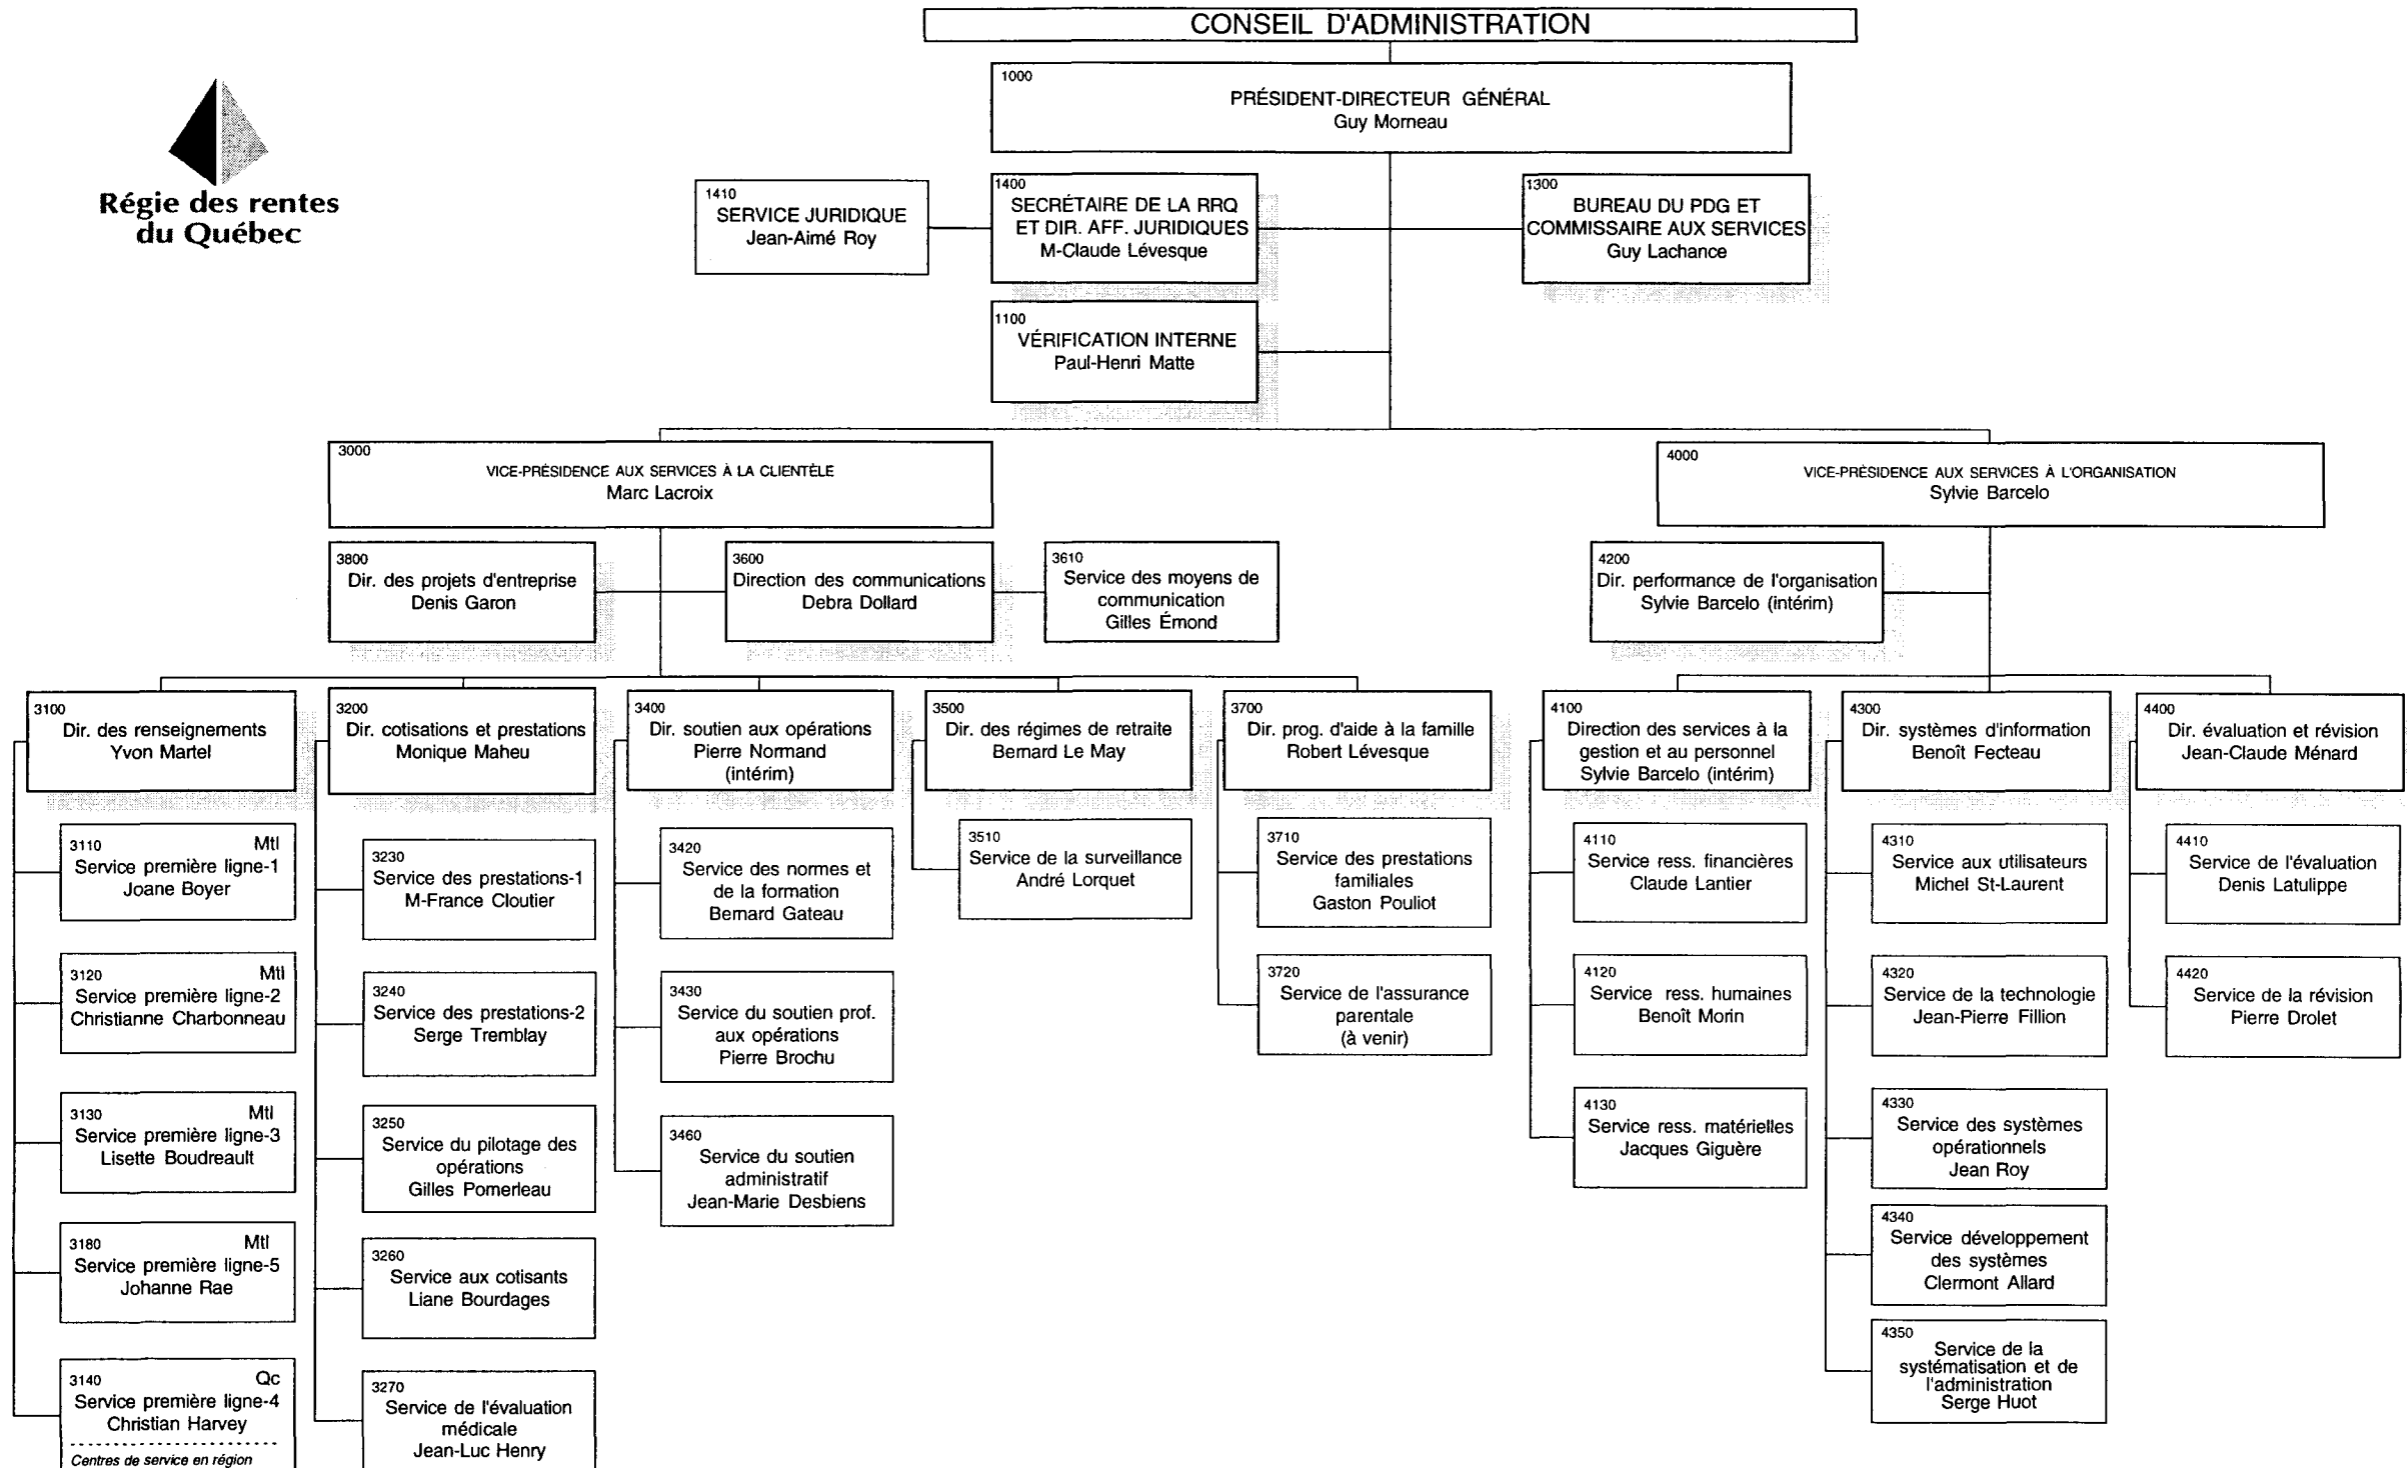 CONSEIL D'ADMINISTRATION
1000
PRÉSIDENT-DIRECTEUR GÉNÉRAL
Guy Morneau
Régie des rentes
du Québec
1410
SERVICE JURIDIQUE
Jean-Aimé Roy
1400
SECRÉTAIRE DE LA RRQ
ET DIR. AFF. JURIDIQUES
M-Claude Lévesque
1300
BUREAU DU PDG ET
COMMISSAIRE AUX SERVICES
Guy Lachance
1100
VÉRIFICATION INTERNE
Paul-Henri Matte
3000
VICE-PRÉSIDENCE AUX SERVICES À LA CLIENTÈLE
Marc Lacroix
4000
VICE-PRÉSIDENCE AUX SERVICES À L'ORGANISATION
Sylvie Barcelo
3800
Dir. des projets d'entreprise
Denis Garon
3600
Direction des communications
Debra Dollard
3610
Service des moyens de
communication
Gilles Émond
4200
Dir. performance de l'organisation
Sylvie Barcelo (intérim)
3100
Dir. des renseignements
Yvon Martel
3110 Mtl
Service première ligne-1
Joane Boyer
3120 Mtl
Service première ligne-2
Christianne Charbonneau
3130 Mtl
Service première ligne-3
Lisette Boudreault
3180 Mtl
Service première ligne-5
Johanne Rae
3140 Qc
Service première ligne-4
Christian Harvey
Centres de service en région
3200
Dir. cotisations et prestations
Monique Maheu
3230
Service des prestations-1
M-France Cloutier
3240
Service des prestations-2
Serge Tremblay
3250
Service du pilotage des
opérations
Gilles Pomerleau
3260
Service aux cotisants
Liane Bourdages
3270
Service de l'évaluation
médicale
Jean-Luc Henry
3400
Dir. soutien aux opérations
Pierre Normand
(intérim)
3420
Service des normes et
de la formation
Bernard Gateau
3430
Service du soutien prof.
aux opérations
Pierre Brochu
3460
Service du soutien
administratif
Jean-Marie Desbiens
3500
Dir. des régimes de retraite
Bernard Le May
3510
Service de la surveillance
André Lorquet
3700
Dir. prog. d'aide à la famille
Robert Lévesque
3710
Service des prestations
familiales
Gaston Pouliot
3720
Service de l'assurance
parentale
(à venir)
4100
Direction des services à la
gestion et au personnel
Sylvie Barcelo (intérim)
4110
Service ress. financières
Claude Lantier
4120
Service ress. humaines
Benoît Morin
4130
Service ress. matérielles
Jacques Giguère
4300
Dir. systèmes d'information
Benoît Fecteau
4310
Service aux utilisateurs
Michel St-Laurent
4320
Service de la technologie
Jean-Pierre Fillion
4330
Service des systèmes
opérationnels
Jean Roy
4340
Service développement
des systèmes
Clermont Allard
4350
Service de la
systématisation et de
l'administration
Serge Huot
4400
Dir. évaluation et révision
Jean-Claude Ménard
4410
Service de l'évaluation
Denis Latulippe
4420
Service de la révision
Pierre Drolet